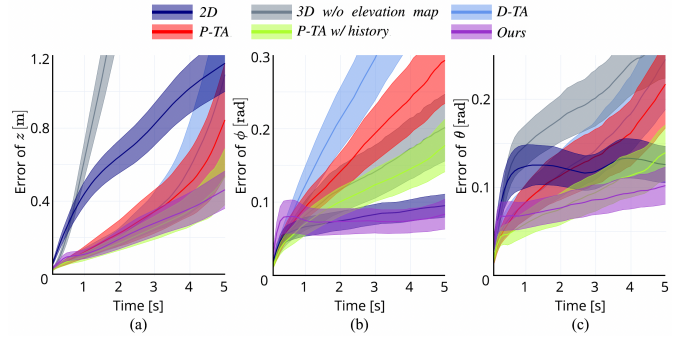 2D 3D w/o elevation map D-TA
P-TA P-TA w/ history Ours
Error of z [m]
1.2
0.8
0.4
0
1 2 3 4 5
Time [s]
(a)
Error of ϕ [rad]
0.3
0.2
0.1
0
1 2 3 4 5
Time [s]
(b)
Error of θ [rad]
0.2
0.1
0
1 2 3 4 5
Time [s]
(c)